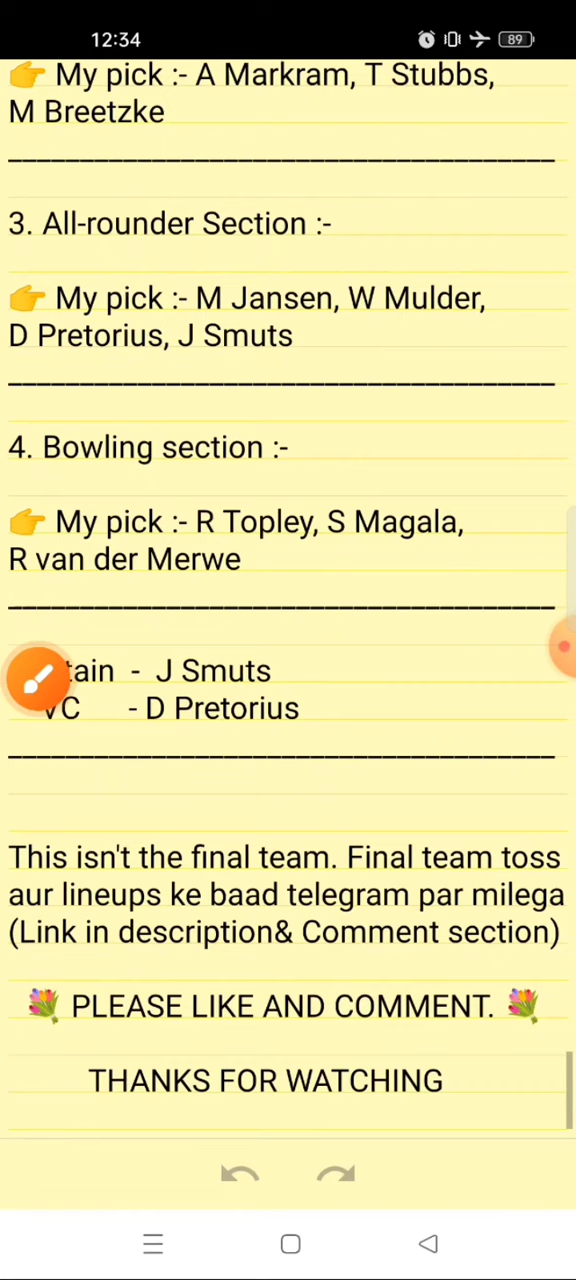 12:34
89
👉 My pick :- A Markram, T Stubbs,
M Breetzke
3. All-rounder Section :-
👉 My pick :- M Jansen, W Mulder,
D Pretorius, J Smuts
4. Bowling section :-
👉 My pick :- R Topley, S Magala,
R van der Merwe
tain - J Smuts
VC - D Pretorius
This isn't the final team. Final team toss
aur lineups ke baad telegram par milega
(Link in description& Comment section)
💐 PLEASE LIKE AND COMMENT. 💐
THANKS FOR WATCHING